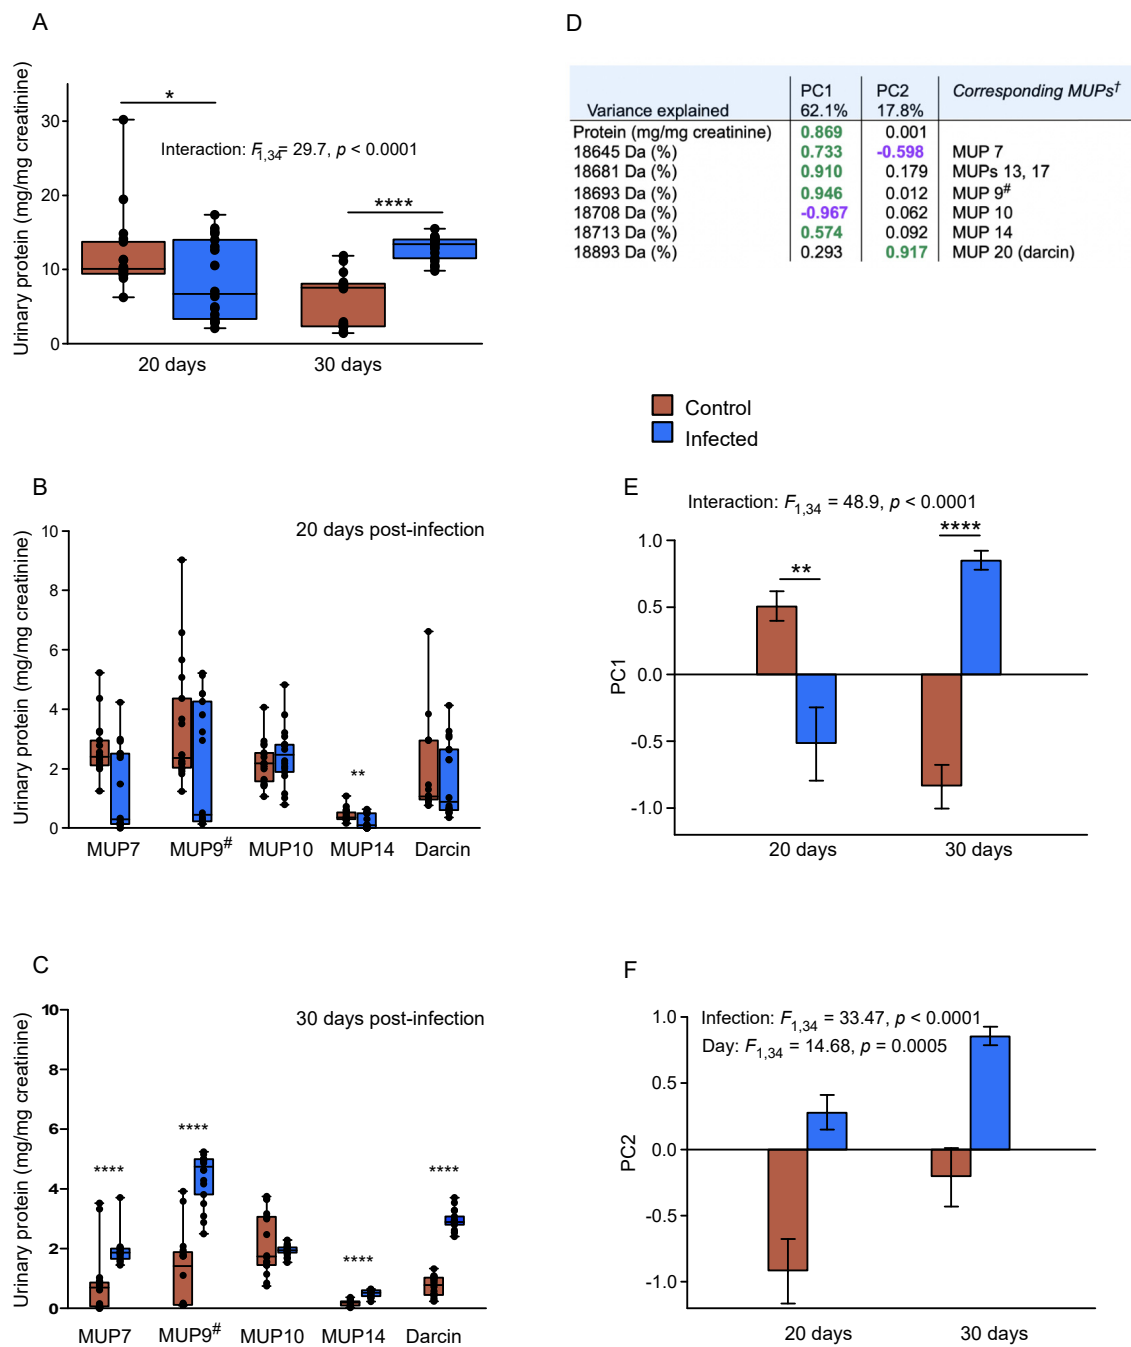 A
Urinary protein (mg/mg creatinine)
30
20
10
0
*
Interaction: F1,34= 29.7, p < 0.0001
****
20 days
30 days
D
Variance explained
PC1
62.1%
PC2
17.8%
Corresponding MUPs†
Protein (mg/mg creatinine) 0.869 0.001
18645 Da (%) 0.733 -0.598 MUP 7
18681 Da (%) 0.910 0.179 MUPs 13, 17
18693 Da (%) 0.946 0.012 MUP 9#
18708 Da (%) -0.967 0.062 MUP 10
18713 Da (%) 0.574 0.092 MUP 14
18893 Da (%) 0.293 0.917 MUP 20 (darcin)
Control
Infected
B
20 days post-infection
Urinary protein (mg/mg creatinine)
10
8
6
4
2
0
**
MUP7 MUP9# MUP10 MUP14 Darcin
E
Interaction: F1,34 = 48.9, p < 0.0001
PC1
1.0
0.5
0.0
-0.5
-1.0
**
****
20 days
30 days
C
30 days post-infection
Urinary protein (mg/mg creatinine)
10
8
6
4
2
0
****
****
****
****
MUP7 MUP9# MUP10 MUP14 Darcin
F
Infection: F1,34 = 33.47, p < 0.0001
Day: F1,34 = 14.68, p = 0.0005
PC2
1.0
0.5
0.0
-0.5
-1.0
20 days
30 days